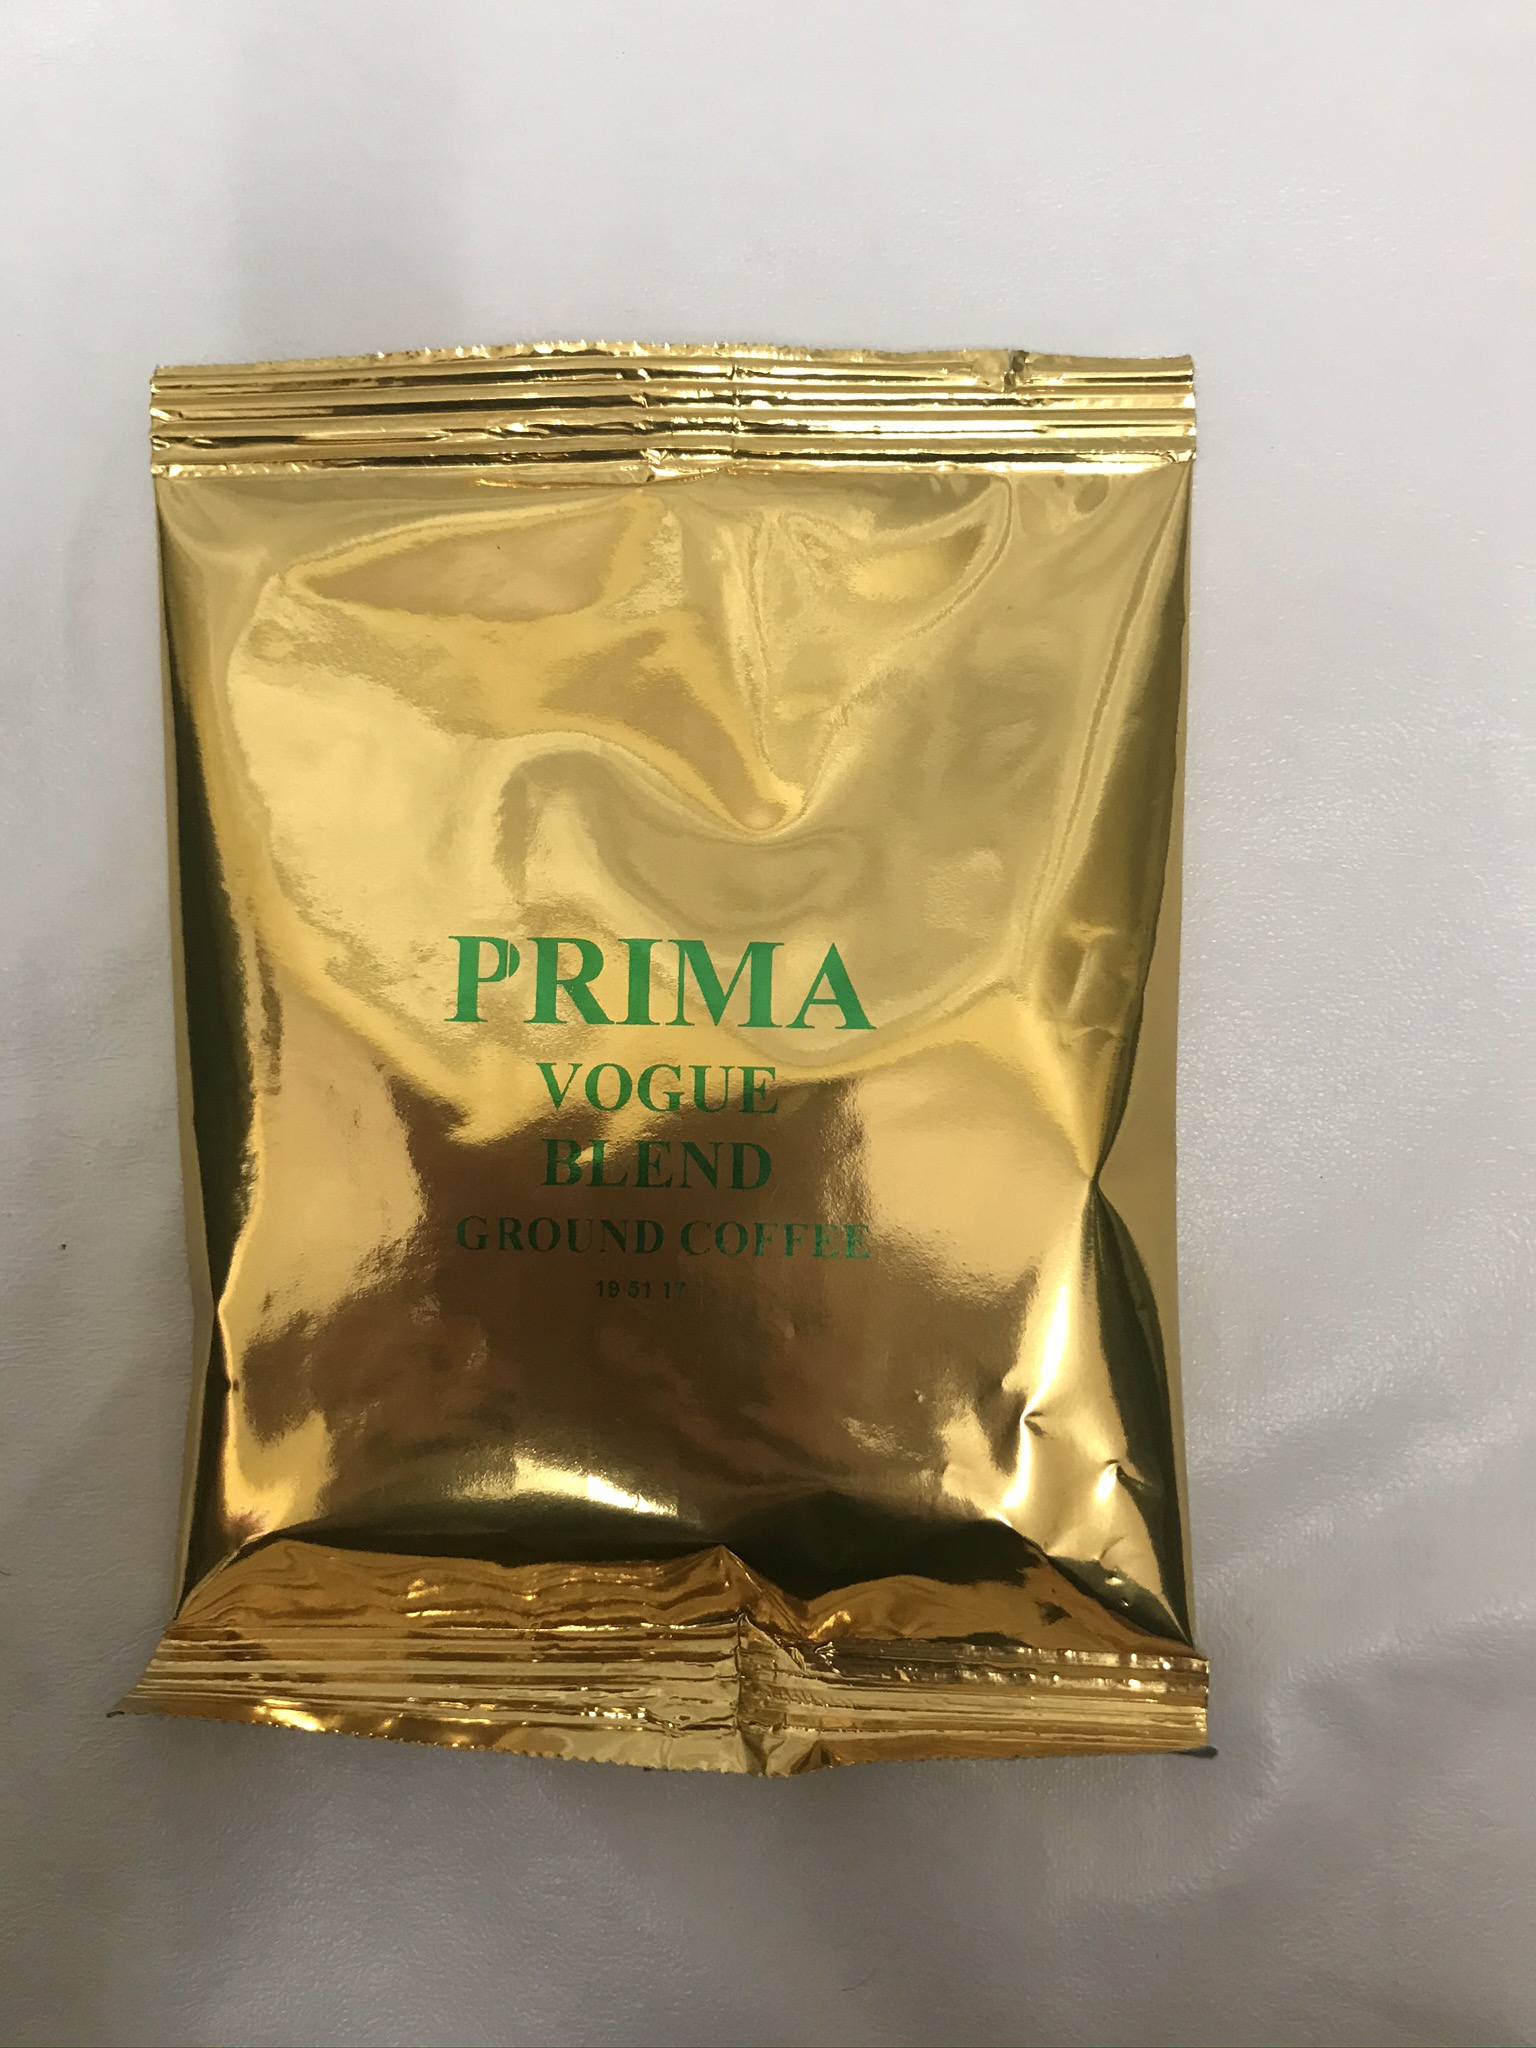 PRIMA
VOGUE
BLEND
GROUND COFFEE
19 51 17